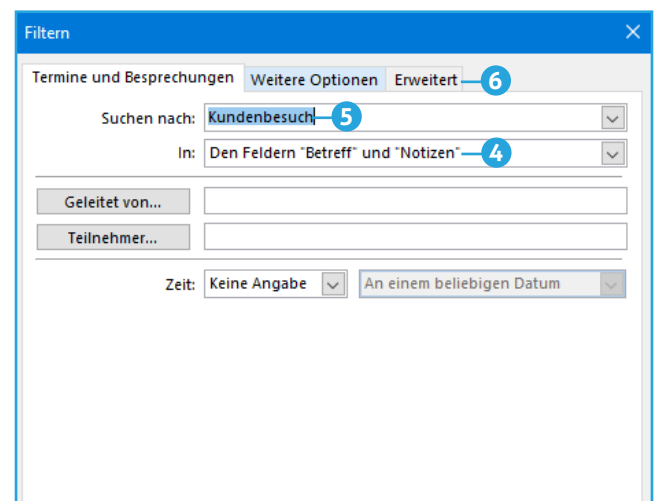 Filtern
Termine und Besprechungen Weitere Optionen Erweitert 6
Suchen nach: Kundenbesuch 5
In: Den Feldern "Betreff" und "Notizen" 4
Geleitet von...
Teilnehmer...
Zeit: Keine Angabe An einem beliebigen Datum